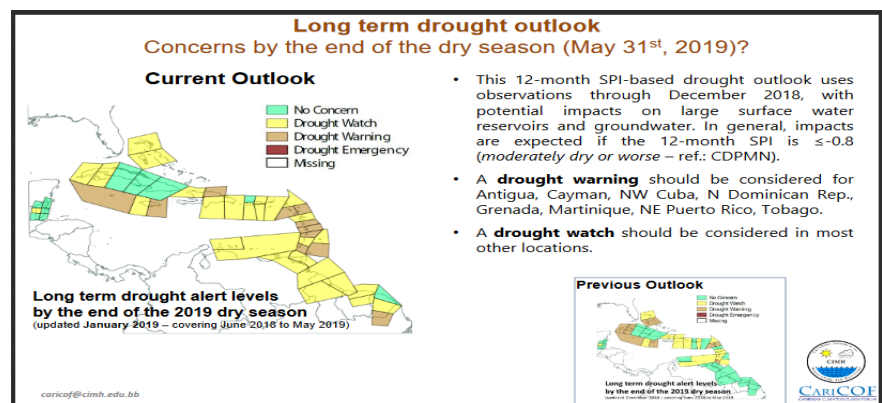 Long term drought outlook
Concerns by the end of the dry season (May 31st, 2019)?
Current Outlook
No Concern
Drought Watch
Drought Warning
Drought Emergency
Missing
Long term drought alert levels
by the end of the 2019 dry season
(updated January 2019 – covering June 2018 to May 2019)
• This 12-month SPI-based drought outlook uses
observations through December 2018, with
potential impacts on large surface water
reservoirs and groundwater. In general, impacts
are expected if the 12-month SPI is ≤-0.8
(moderately dry or worse – ref.: CDPMN).
• A drought warning should be considered for
Antigua, Cayman, NW Cuba, N Dominican Rep.,
Grenada, Martinique, NE Puerto Rico, Tobago.
• A drought watch should be considered in most
other locations.
Previous Outlook
No Concern
Drought Watch
Drought Warning
Drought Emergency
Missing
Long term drought alert levels
by the end of the 2019 dry season
CIMH
CARICOF
caricof@cimh.edu.bb